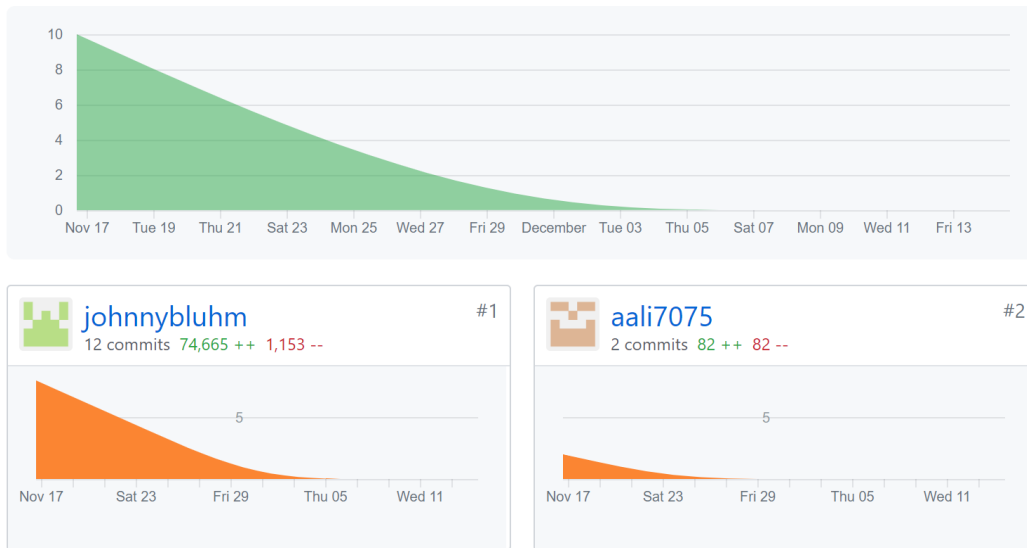 10
8
6
4
2
0
Nov 17 Tue 19 Thu 21 Sat 23 Mon 25 Wed 27 Fri 29 December Tue 03 Thu 05 Sat 07 Mon 09 Wed 11 Fri 13
johnnybluhm #1
12 commits 74,665 ++ 1,153 --
5
Nov 17 Sat 23 Fri 29 Thu 05 Wed 11
aali7075 #2
2 commits 82 ++ 82 --
5
Nov 17 Sat 23 Fri 29 Thu 05 Wed 11